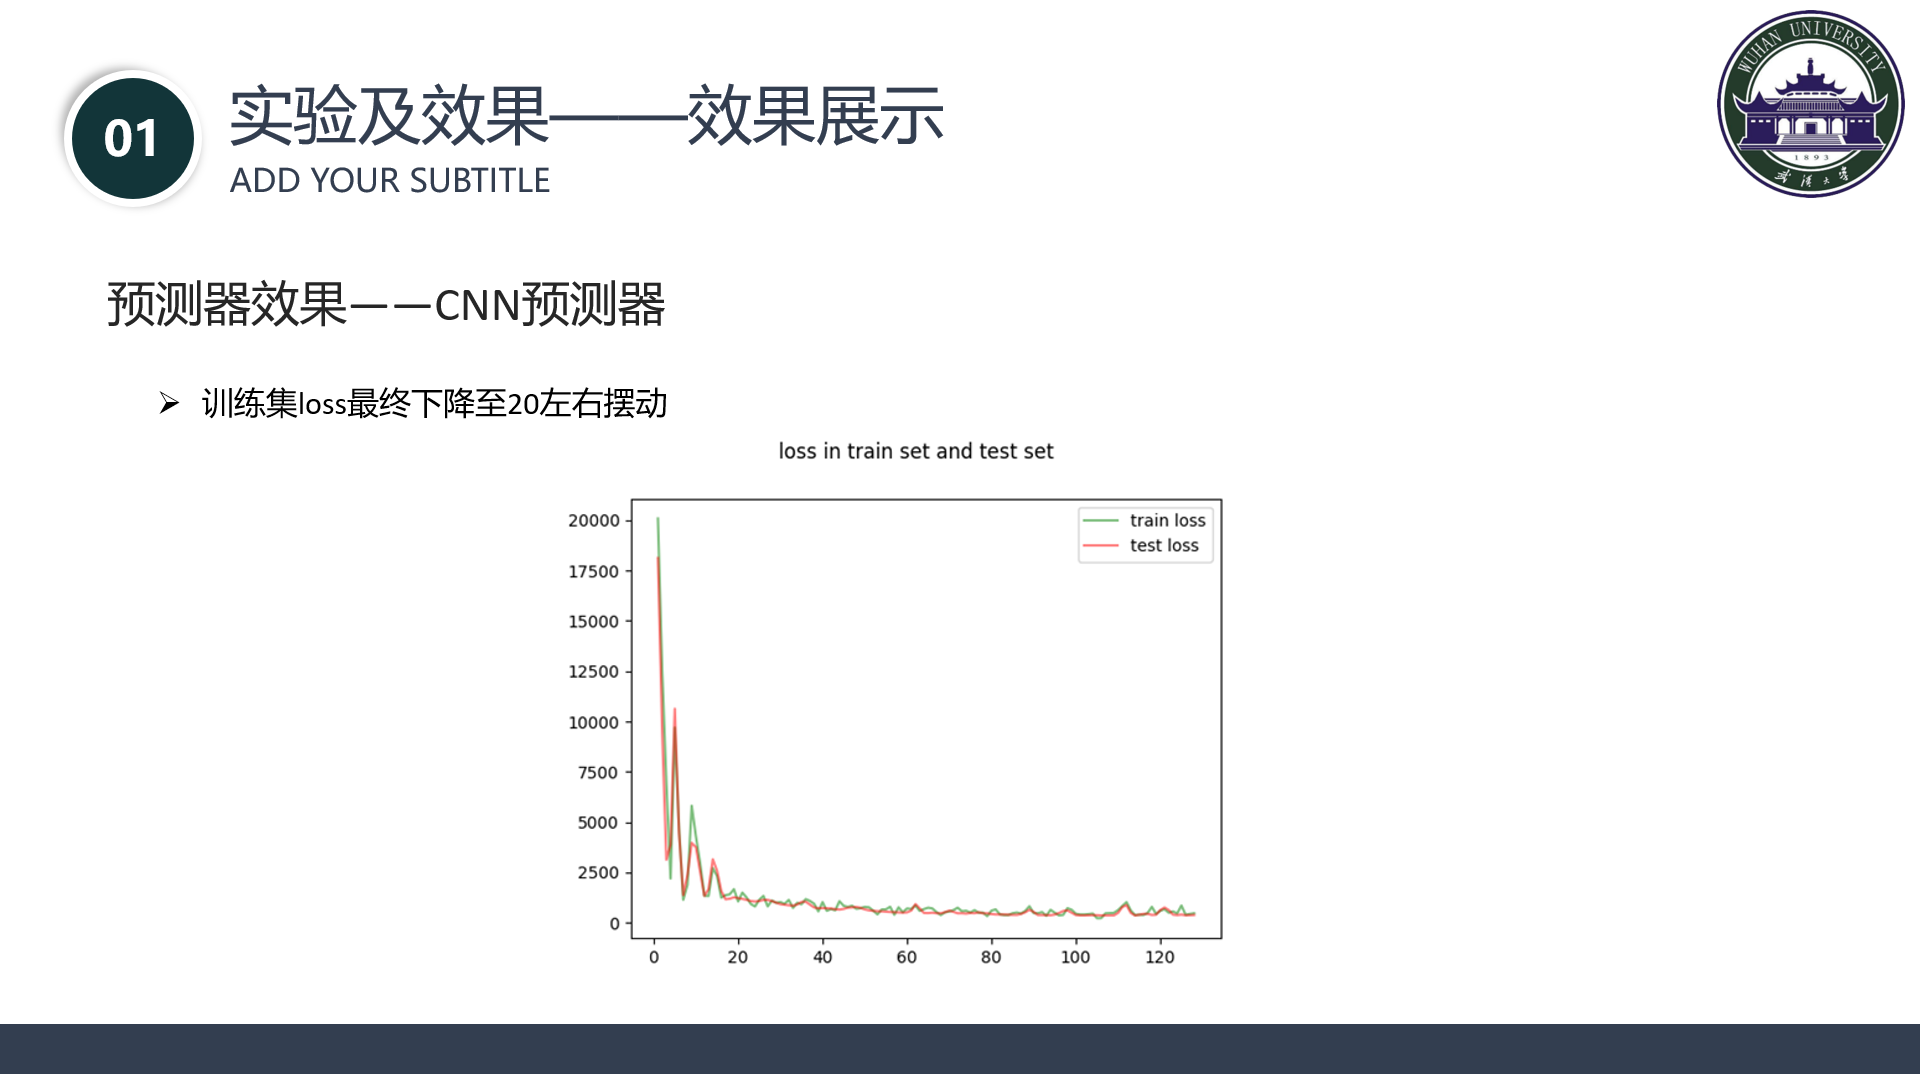 WUHAN UNIVERSITY
1893
武汉大学
01
实验及效果——效果展示
ADD YOUR SUBTITLE
预测器效果——CNN预测器
➢ 训练集loss最终下降至20左右摆动
loss in train set and test set
train loss
test loss
20000
17500
15000
12500
10000
7500
5000
2500
0
0 20 40 60 80 100 120